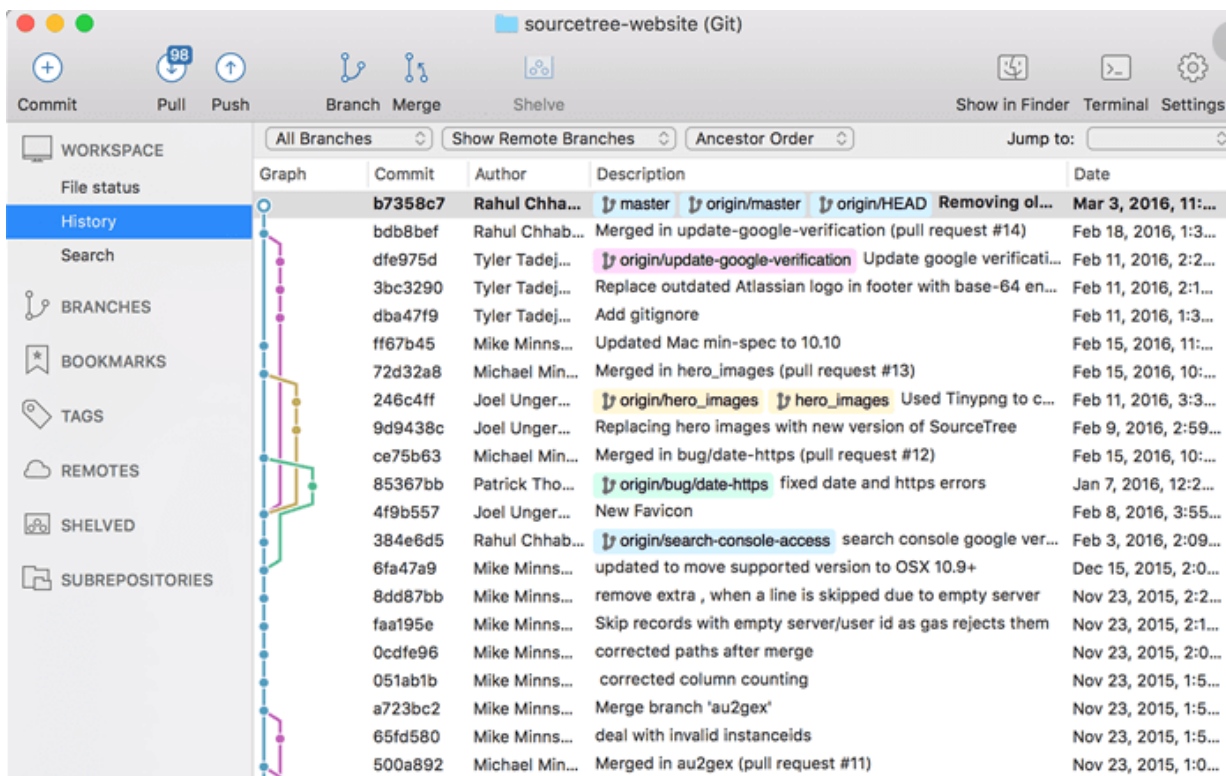 sourcetree-website (Git)
98
Commit Pull Push Branch Merge Shelve Show in Finder Terminal Settings
WORKSPACE
File status
History
Search
BRANCHES
BOOKMARKS
TAGS
REMOTES
SHELVED
SUBREPOSITORIES
All Branches Show Remote Branches Ancestor Order Jump to:
Graph Commit Author Description Date
b7358c7 Rahul Chha... master origin/master origin/HEAD Removing ol... Mar 3, 2016, 11:...
bdb8bef Rahul Chhab... Merged in update-google-verification (pull request #14) Feb 18, 2016, 1:3...
dfe975d Tyler Tadej... origin/update-google-verification Update google verificati... Feb 11, 2016, 2:2...
3bc3290 Tyler Tadej... Replace outdated Atlassian logo in footer with base-64 en... Feb 11, 2016, 2:1...
dba47f9 Tyler Tadej... Add gitignore Feb 11, 2016, 1:3...
ff67b45 Mike Minns... Updated Mac min-spec to 10.10 Feb 15, 2016, 11:...
72d32a8 Michael Min... Merged in hero_images (pull request #13) Feb 15, 2016, 10:...
246c4ff Joel Unger... origin/hero_images hero_images Used Tinypng to c... Feb 11, 2016, 3:3...
9d9438c Joel Unger... Replacing hero images with new version of SourceTree Feb 9, 2016, 2:59...
ce75b63 Michael Min... Merged in bug/date-https (pull request #12) Feb 15, 2016, 10:...
85367bb Patrick Tho... origin/bug/date-https fixed date and https errors Jan 7, 2016, 12:2...
4f9b557 Joel Unger... New Favicon Feb 8, 2016, 3:55...
384e6d5 Rahul Chhab... origin/search-console-access search console google ver... Feb 3, 2016, 2:09...
6fa47a9 Mike Minns... updated to move supported version to OSX 10.9+ Dec 15, 2015, 2:0...
8dd87bb Mike Minns... remove extra , when a line is skipped due to empty server Nov 23, 2015, 2:2...
faa195e Mike Minns... Skip records with empty server/user id as gas rejects them Nov 23, 2015, 2:1...
0cdfe96 Mike Minns... corrected paths after merge Nov 23, 2015, 2:0...
051ab1b Mike Minns... corrected column counting Nov 23, 2015, 1:5...
a723bc2 Mike Minns... Merge branch 'au2gex' Nov 23, 2015, 1:5...
65fd580 Mike Minns... deal with invalid instanceids Nov 23, 2015, 1:5...
500a892 Michael Min... Merged in au2gex (pull request #11) Nov 23, 2015, 1:0...